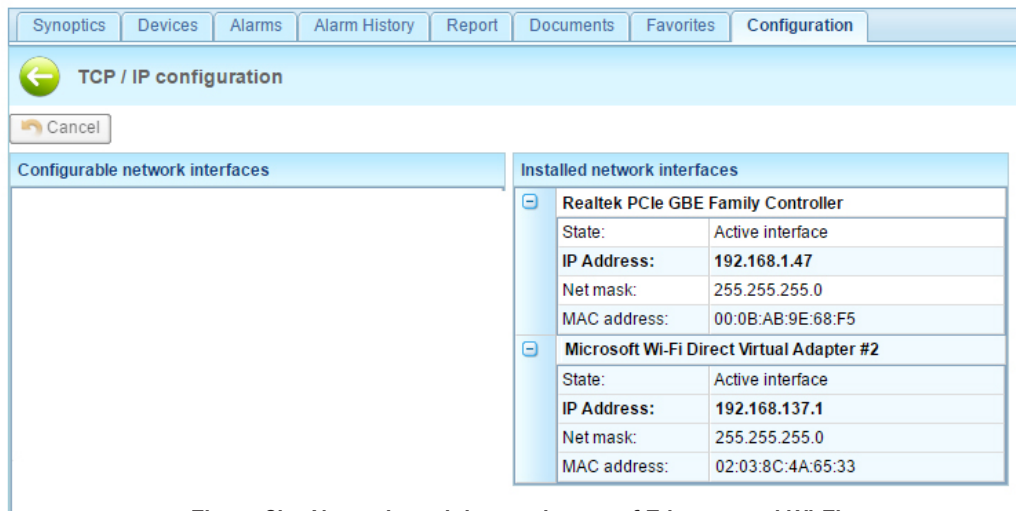 Synoptics Devices Alarms Alarm History Report Documents Favorites Configuration
TCP / IP configuration
Cancel
Configurable network interfaces
Installed network interfaces
Realtek PCIe GBE Family Controller
State: Active interface
IP Address: 192.168.1.47
Net mask: 255.255.255.0
MAC address: 00:0B:AB:9E:68:F5
Microsoft Wi-Fi Direct Virtual Adapter #2
State: Active interface
IP Address: 192.168.137.1
Net mask: 255.255.255.0
MAC address: 02:03:8C:4A:65:33